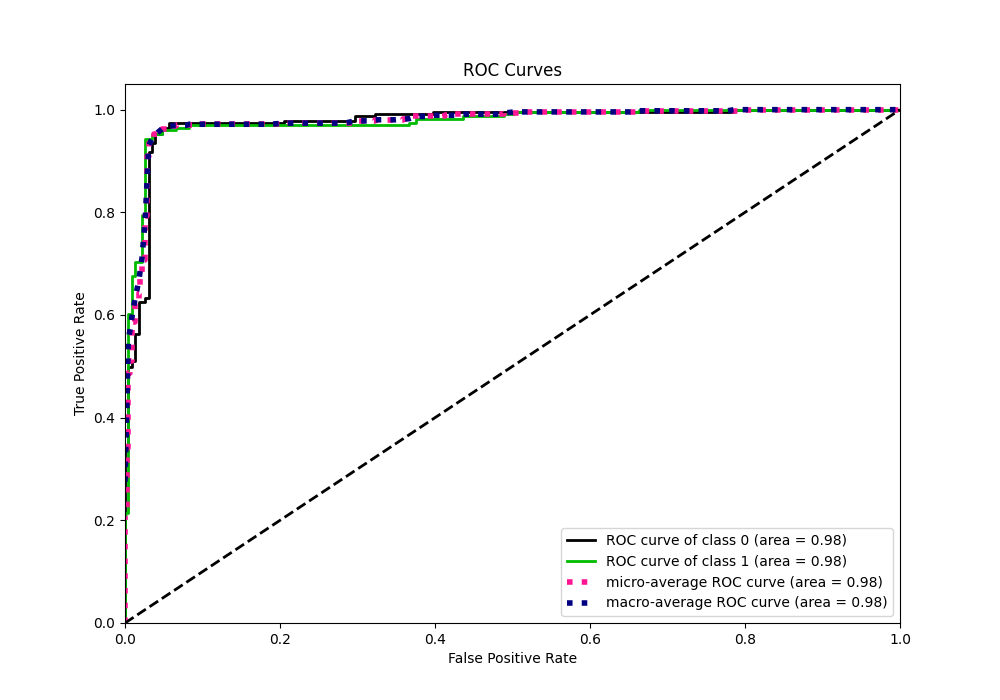 ROC Curves
1.0
0.8
0.6
0.4
0.2
0.0
True Positive Rate
ROC curve of class 0 (area = 0.98)
ROC curve of class 1 (area = 0.98)
micro-average ROC curve (area = 0.98)
macro-average ROC curve (area = 0.98)
0.0 0.2 0.4 0.6 0.8 1.0
False Positive Rate